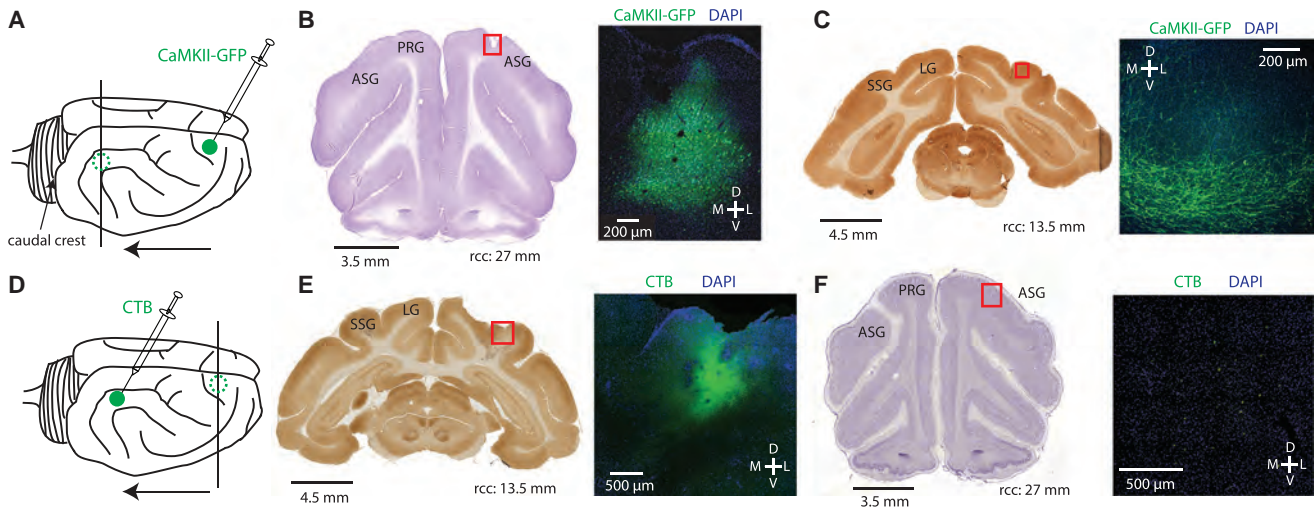 A
CaMKII-GFP
caudal crest
B
PRG
ASG
ASG
3.5 mm
rcc: 27 mm
CaMKII-GFP DAPI
200 µm
D
M L
V
C
LG
SSG
4.5 mm
rcc: 13.5 mm
CaMKII-GFP DAPI
D
M L
V
200 µm
D
CTB
E
LG
SSG
4.5 mm
rcc: 13.5 mm
CTB DAPI
500 µm
D
M L
V
F
PRG
ASG
ASG
3.5 mm
rcc: 27 mm
CTB DAPI
500 µm
D
M L
V